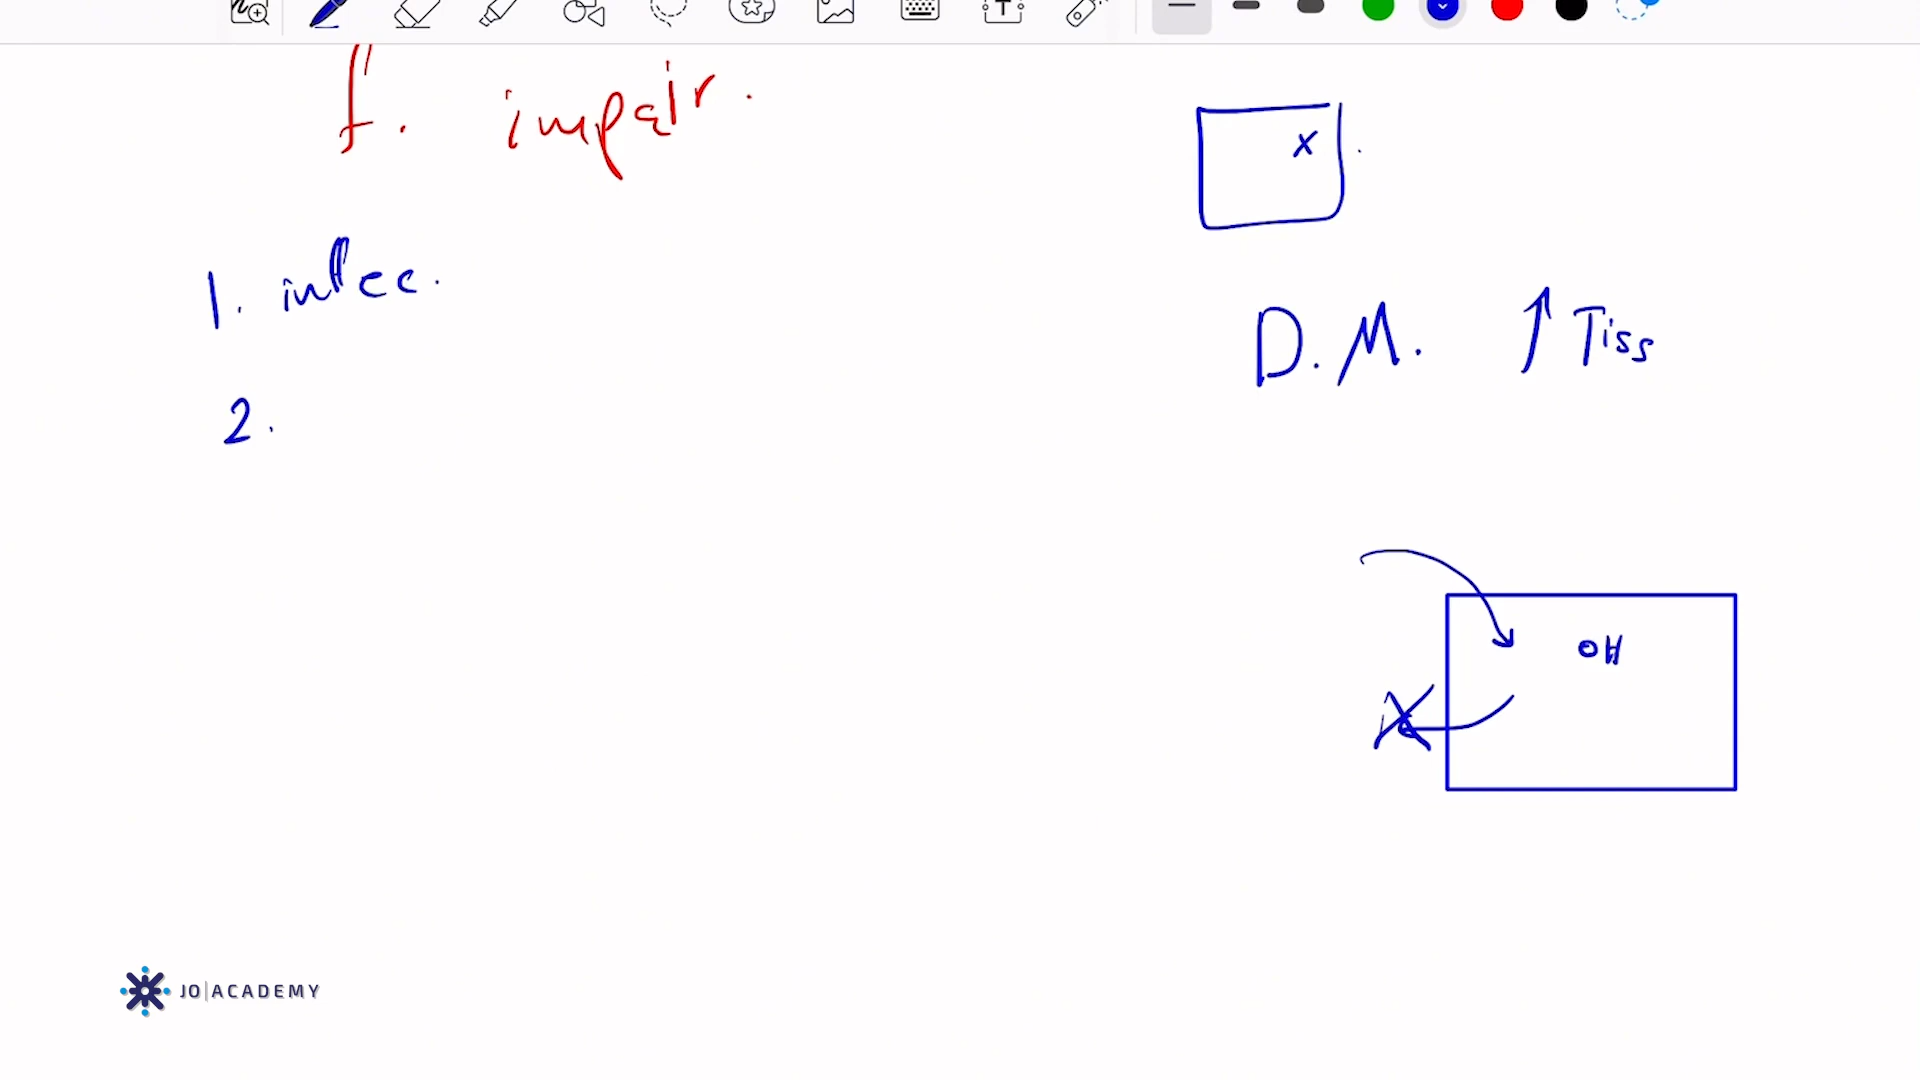 f. impair.
x
1. infec.
D.M. ↑ Tiss
2.
OH
JO|ACADEMY